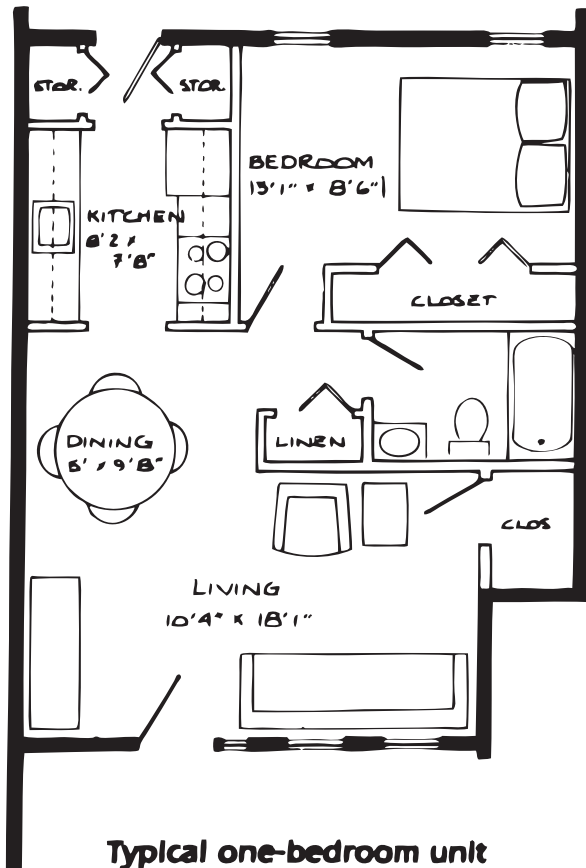 STOR.
STOR.
BEDROOM
13'1" x 8'6"
KITCHEN
8'2 x
7'8"
CLOSET
DINING
8' x 9'8"
LINEN
CLOS
LIVING
10'4" x 18'1"
Typical one-bedroom unit